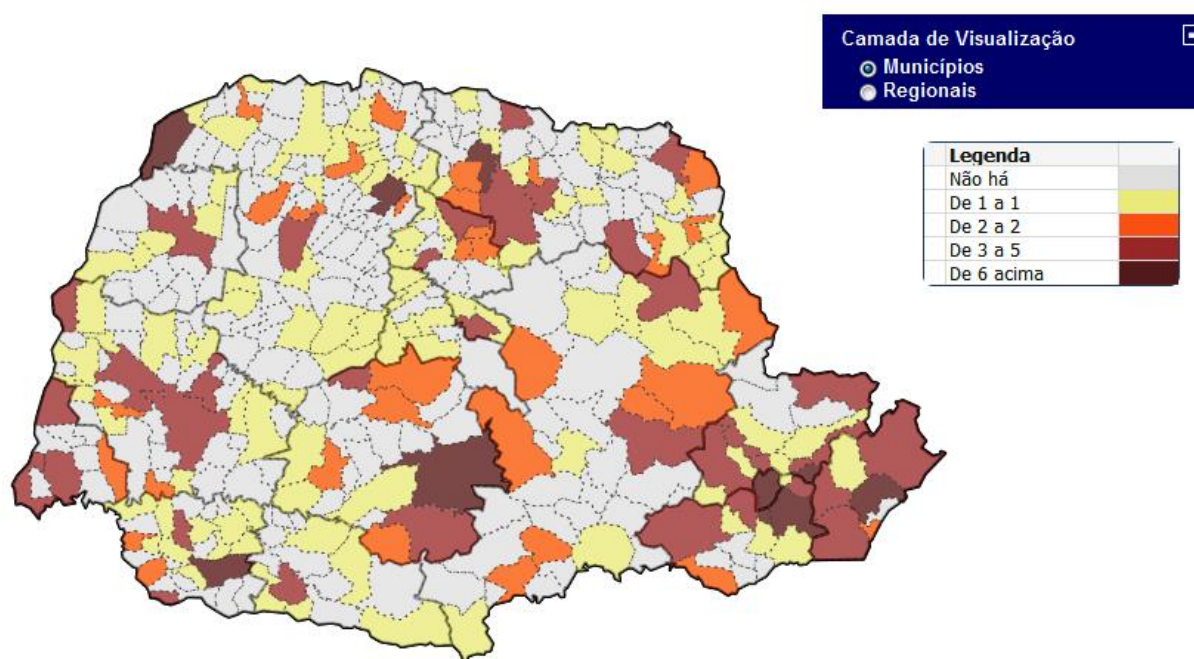 Camada de Visualização
Municípios
Regionais
Legenda
Não há
De 1 a 1
De 2 a 2
De 3 a 5
De 6 acima